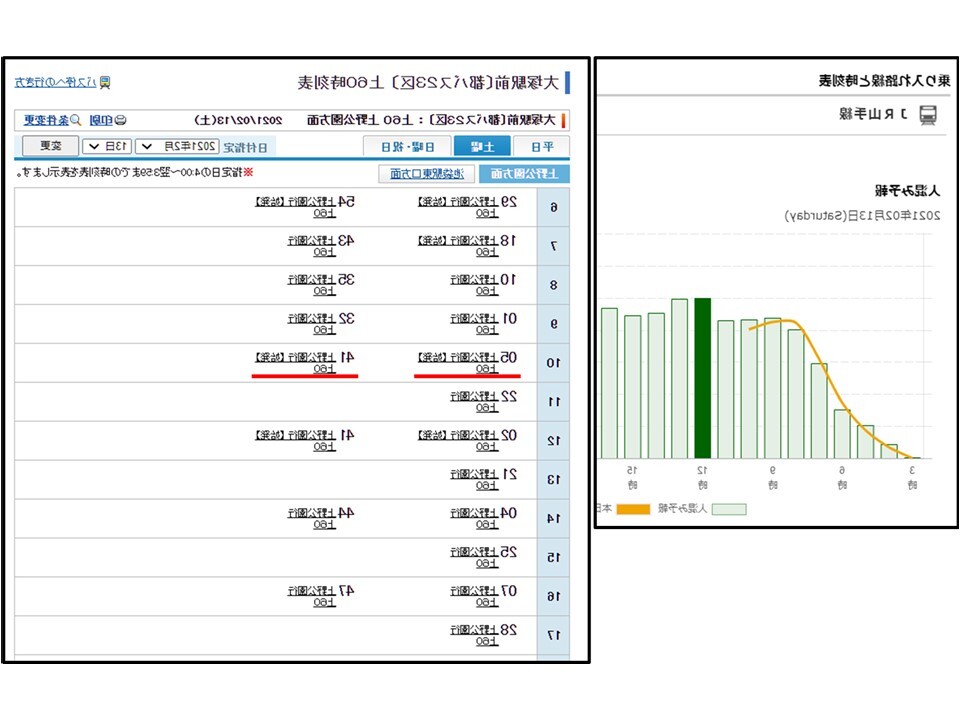 大塚駅前〔都バス23区〕上60時刻表
バス停への行き方
大塚駅前〔都バス23区〕：上60 上野公園方面 2021/02/13(土)
印刷 条件変更
平日 土曜 日曜・祝日 日付指定 2021年2月 13日 変更
上野公園方面 池袋駅東口方面 ※指定日の4:00～翌3:59までの時刻表を表示します。
6 29 上野公園行【始発】 54 上野公園行【始発】
上60 上60
7 18 上野公園行【始発】 43 上野公園行
上60 上60
8 10 上野公園行 35 上野公園行
上60 上60
9 01 上野公園行 32 上野公園行
上60 上60
10 05 上野公園行【始発】 41 上野公園行【始発】
上60 上60
11 22 上野公園行
上60
12 02 上野公園行【始発】 41 上野公園行【始発】
上60 上60
13 21 上野公園行
上60
14 04 上野公園行 44 上野公園行
上60 上60
15 25 上野公園行
上60
16 07 上野公園行 47 上野公園行
上60 上60
17 28 上野公園行
上60
乗り入れ路線と時刻表
ＪＲ山手線
人混み予報
2021年02月13日(Saturday)
3 6 9 12 15
時 時 時 時 時
人混み予報 本日